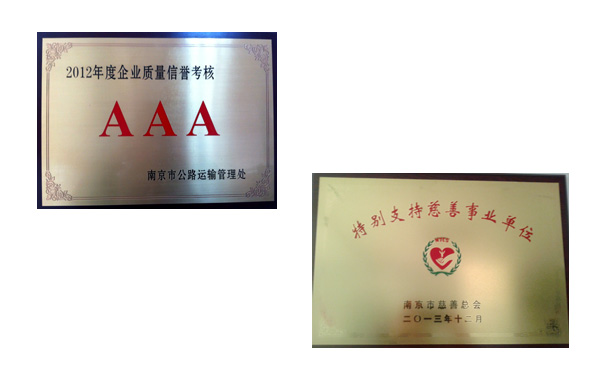 2012年度企业质量信誉考核
AAA
南京市公路运输管理处
特别支持慈善事业单位
南京市慈善总会
二〇一三年十二月